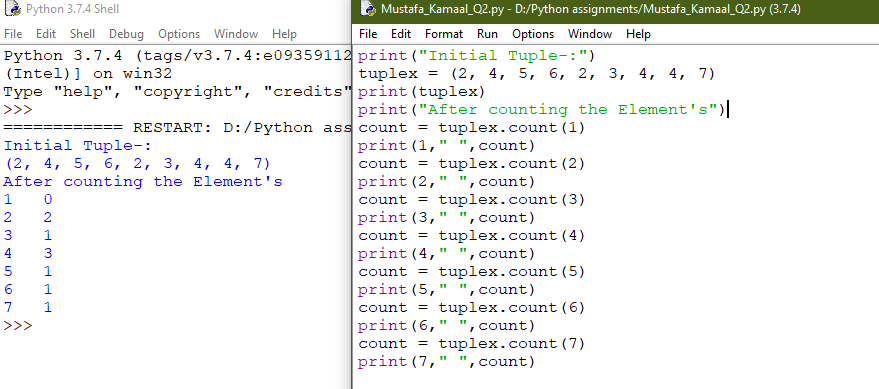 Python 3.7.4 Shell
File Edit Shell Debug Options Window Help
Python 3.7.4 (tags/v3.7.4:e09359112
(Intel)] on win32
Type "help", "copyright", "credits"
>>>
============ RESTART: D:/Python ass
Initial Tuple-:
(2, 4, 5, 6, 2, 3, 4, 4, 7)
After counting the Element's
1   0
2   2
3   1
4   3
5   1
6   1
7   1
>>>
Mustafa_Kamaal_Q2.py - D:/Python assignments/Mustafa_Kamaal_Q2.py (3.7.4)
File Edit Format Run Options Window Help
print("Initial Tuple-:")
tuplex = (2, 4, 5, 6, 2, 3, 4, 4, 7)
print(tuplex)
print("After counting the Element's")
count = tuplex.count(1)
print(1," ",count)
count = tuplex.count(2)
print(2," ",count)
count = tuplex.count(3)
print(3," ",count)
count = tuplex.count(4)
print(4," ",count)
count = tuplex.count(5)
print(5," ",count)
count = tuplex.count(6)
print(6," ",count)
count = tuplex.count(7)
print(7," ",count)